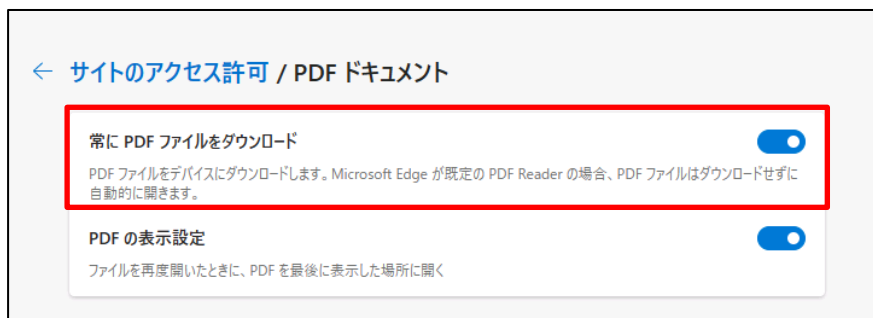 ← サイトのアクセス許可 / PDF ドキュメント
常に PDF ファイルをダウンロード
PDF ファイルをデバイスにダウンロードします。Microsoft Edge が既定の PDF Reader の場合、PDF ファイルはダウンロードせずに
自動的に開きます。
PDF の表示設定
ファイルを再度開いたときに、PDF を最後に表示した場所に開く